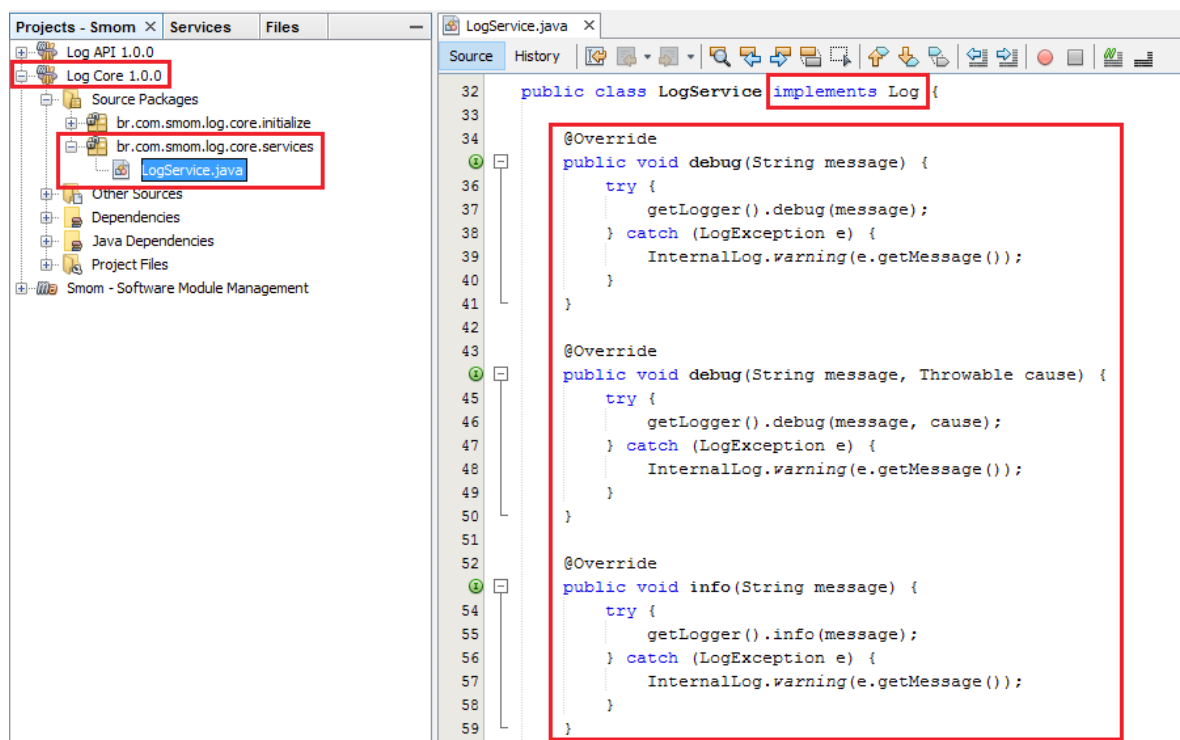 Projects - Smom
Services
Files
Log API 1.0.0
Log Core 1.0.0
Source Packages
br.com.smom.log.core.initialize
br.com.smom.log.core.services
LogService.java
Other Sources
Dependencies
Java Dependencies
Project Files
Smom - Software Module Management
LogService.java
Source History
32 public class LogService implements Log {
33
34 @Override
public void debug(String message) {
36 try {
37 getLogger().debug(message);
38 } catch (LogException e) {
39 InternalLog.warning(e.getMessage());
40 }
41 }
42
43 @Override
public void debug(String message, Throwable cause) {
45 try {
46 getLogger().debug(message, cause);
47 } catch (LogException e) {
48 InternalLog.warning(e.getMessage());
49 }
50 }
51
52 @Override
public void info(String message) {
54 try {
55 getLogger().info(message);
56 } catch (LogException e) {
57 InternalLog.warning(e.getMessage());
58 }
59 }